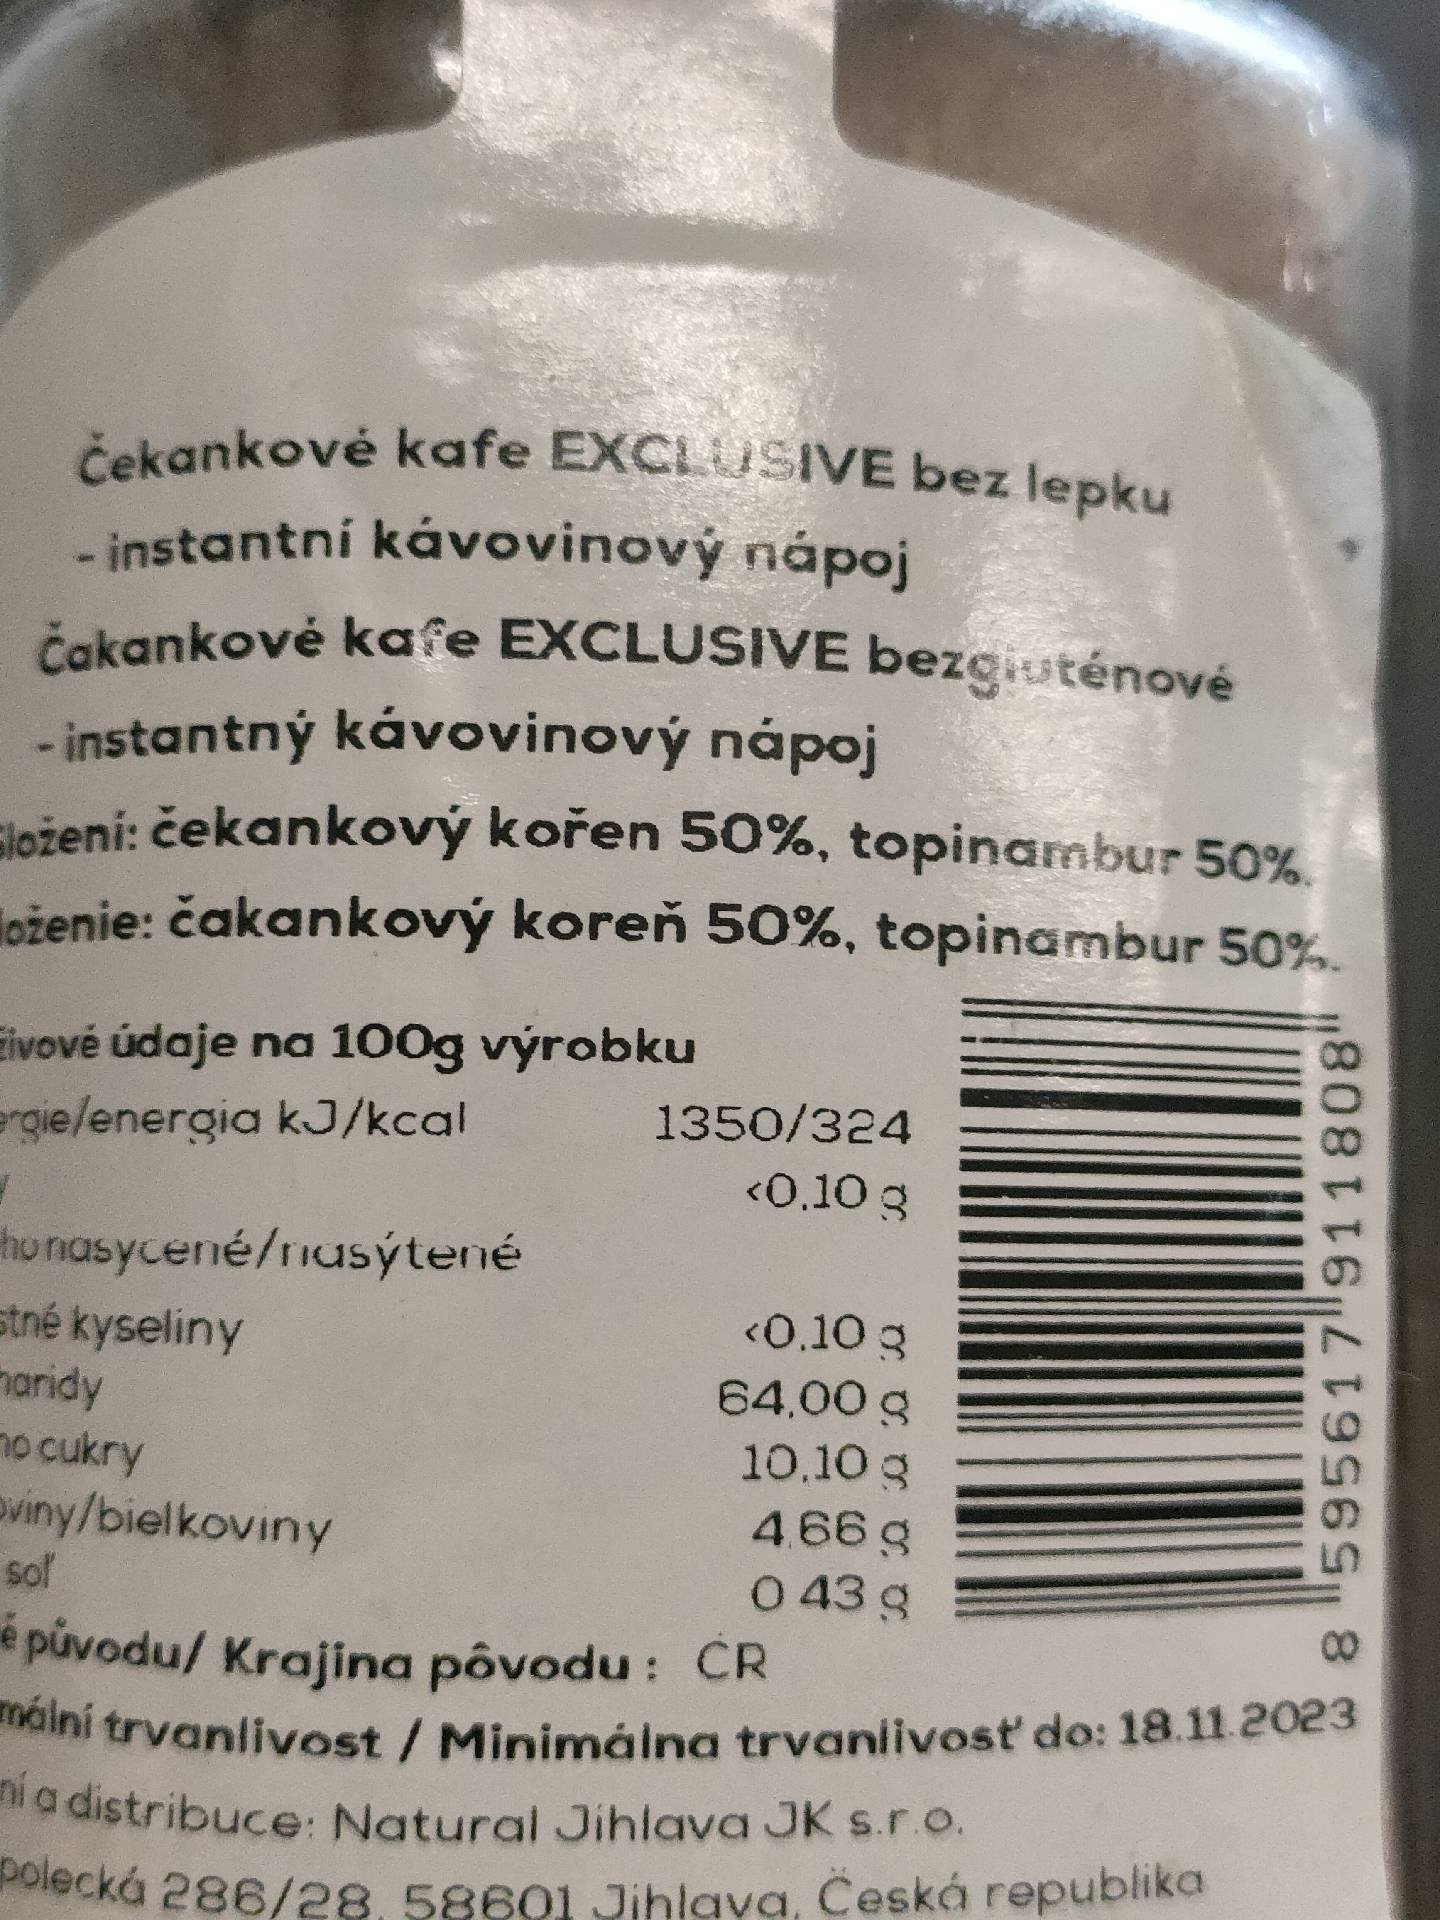 Čekankové kafe EXCLUSIVE bez lepku
- instantní kávovinový nápoj
Čakankové kafe EXCLUSIVE bezgluténové
- instantný kávovinový nápoj
Složení: čekankový kořen 50%, topinambur 50%.
loženie: čakankový koreň 50%, topinambur 50%.
živové údaje na 100g výrobku
ergie/energia kJ/kcal 1350/324
<0,10 g
ho nasycené/nasýtené
stné kyseliny <0,10 g
haridy 64,00 g
ho cukry 10,10 g
oviny/bielkoviny 4,66 g
soľ 0 43 g
ě původu/ Krajina pôvodu : ČR
mální trvanlivost / Minimálna trvanlivosť do: 18.11.2023
ní a distribuce: Natural Jihlava JK s.r.o.
polecká 286/28, 58601 Jihlava, Česká republika
8 595617 911808